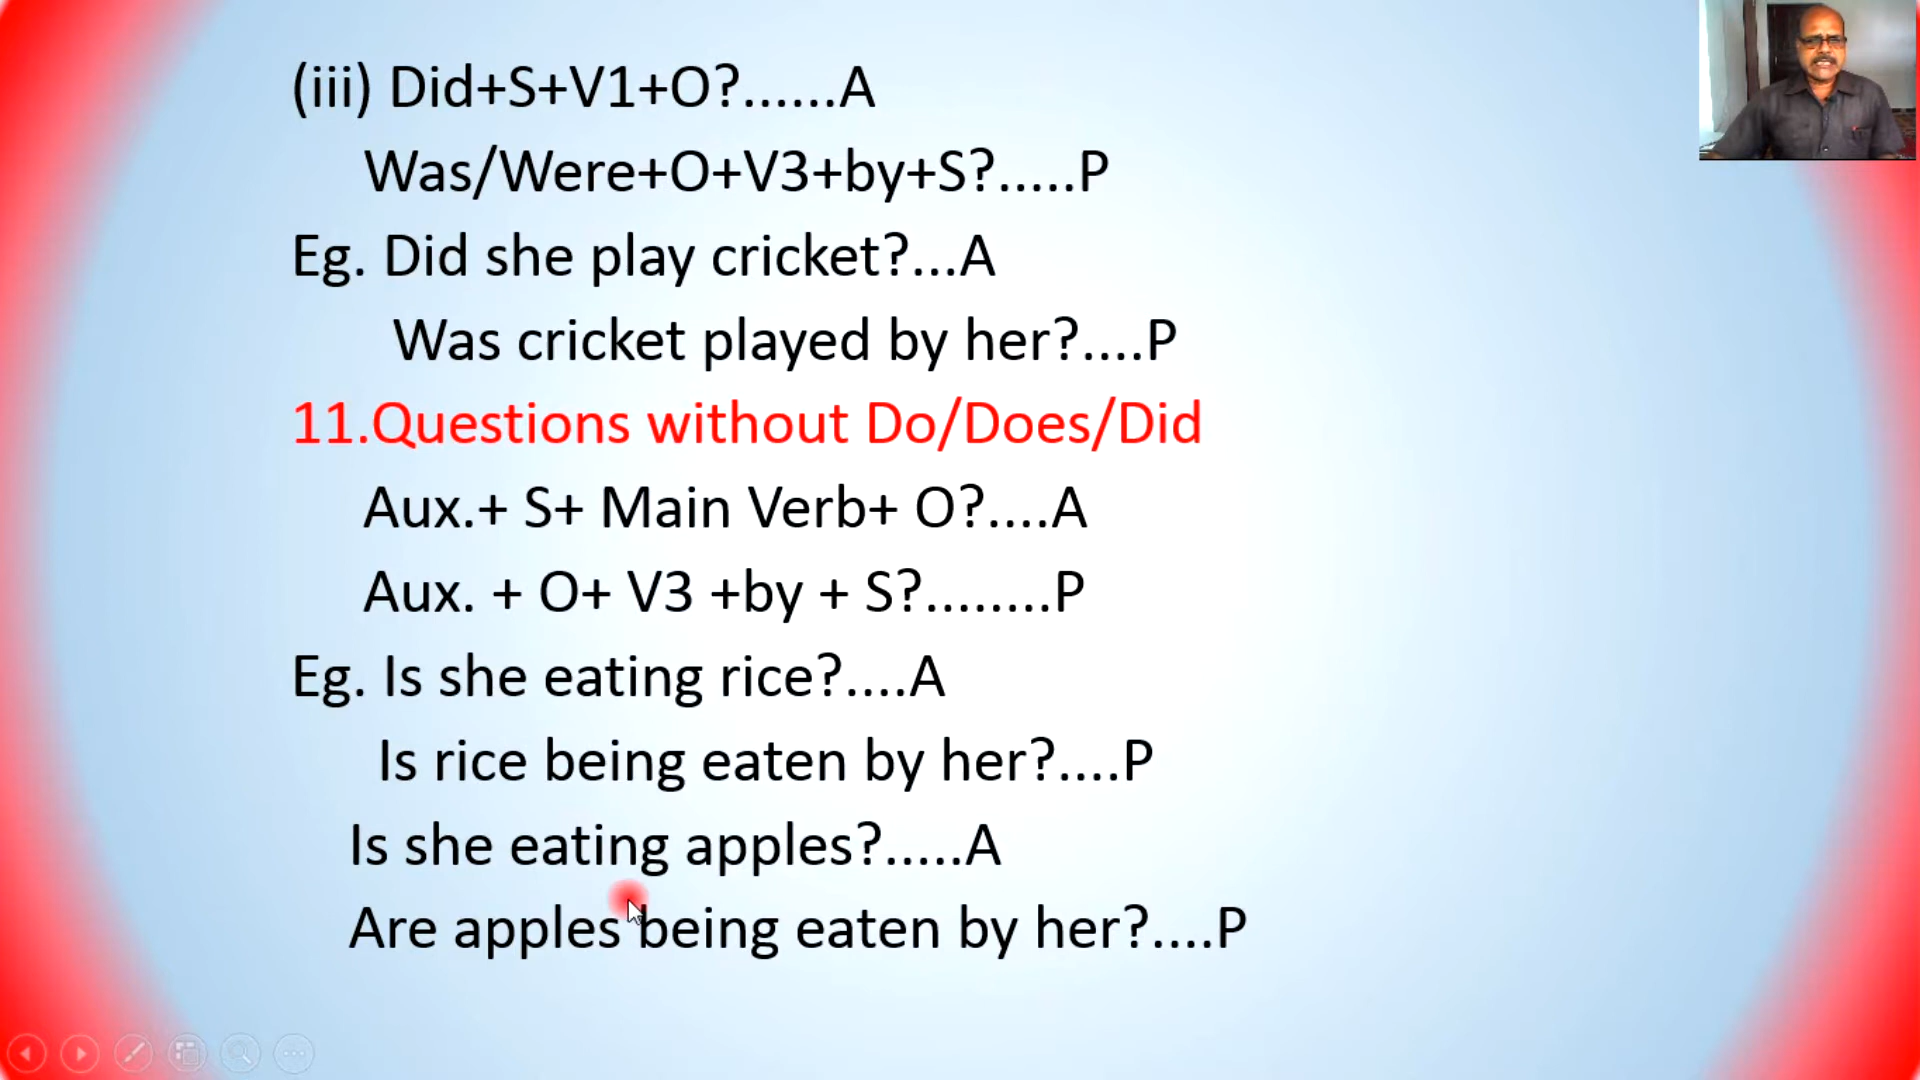 (iii) Did+S+V1+O?......A
Was/Were+O+V3+by+S?.....P
Eg. Did she play cricket?...A
Was cricket played by her?....P
11.Questions without Do/Does/Did
Aux.+ S+ Main Verb+ O?....A
Aux. + O+ V3 +by + S?........P
Eg. Is she eating rice?....A
Is rice being eaten by her?....P
Is she eating apples?.....A
Are apples being eaten by her?....P